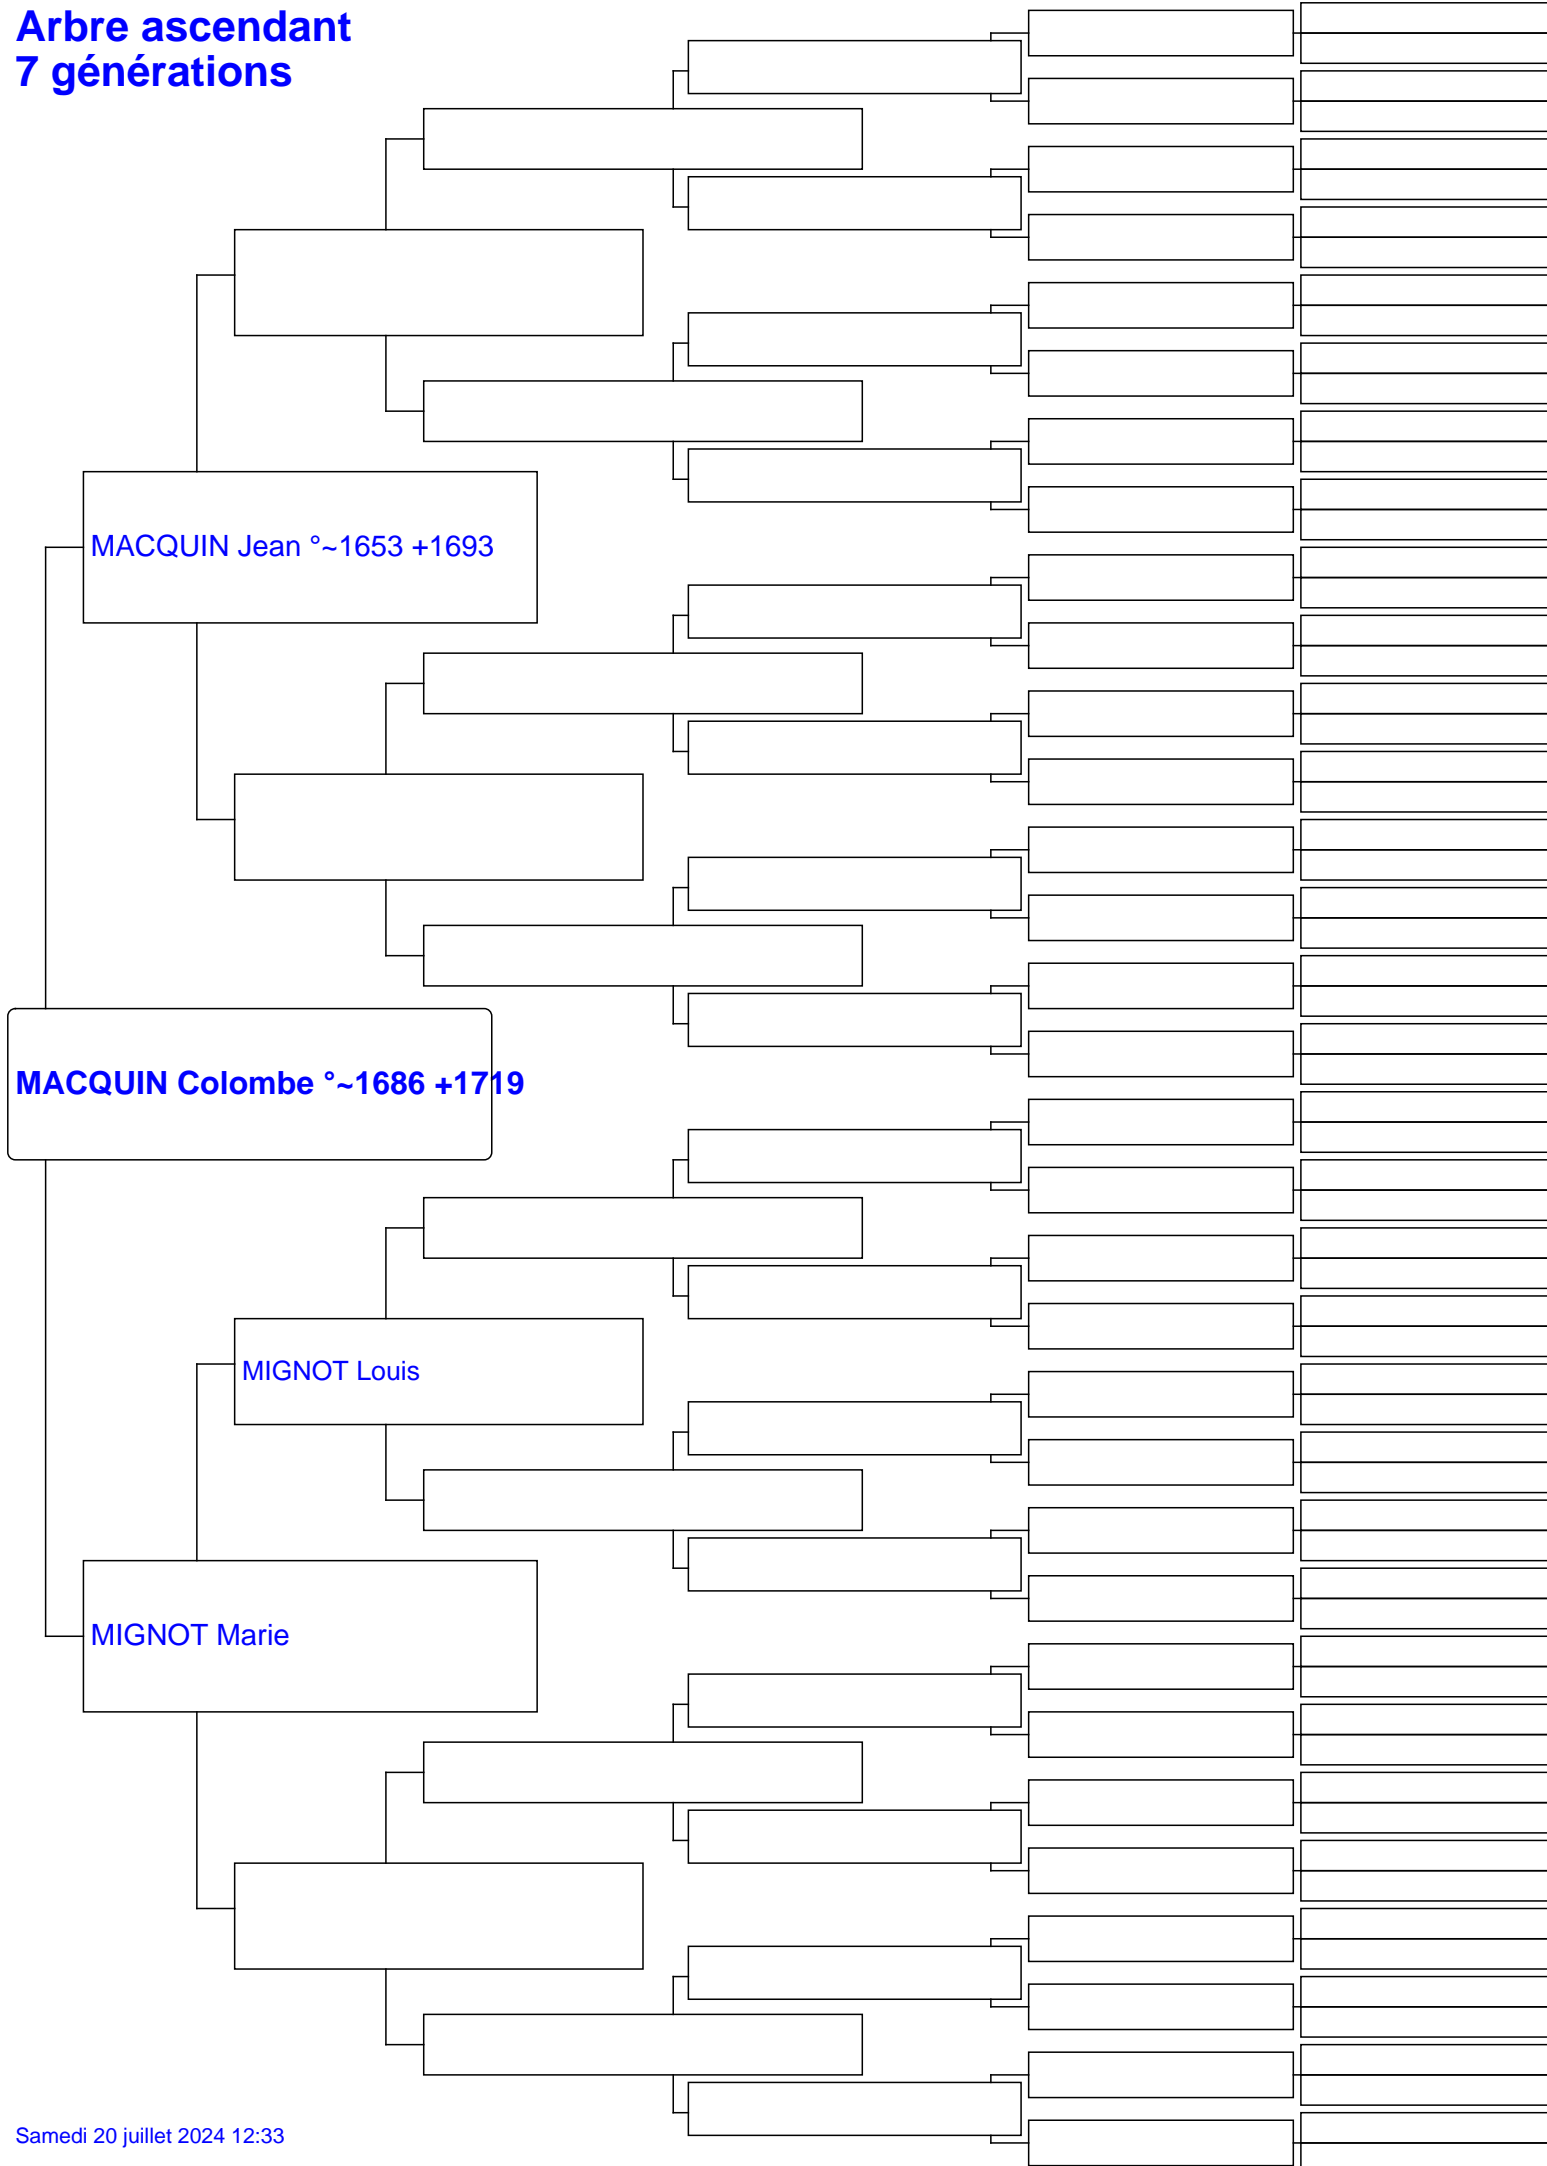 Arbre ascendant
7 générations
MACQUIN Jean °~1653 +1693
MACQUIN Colombe °~1686 +1719
MIGNOT Louis
MIGNOT Marie
Samedi 20 juillet 2024 12:33